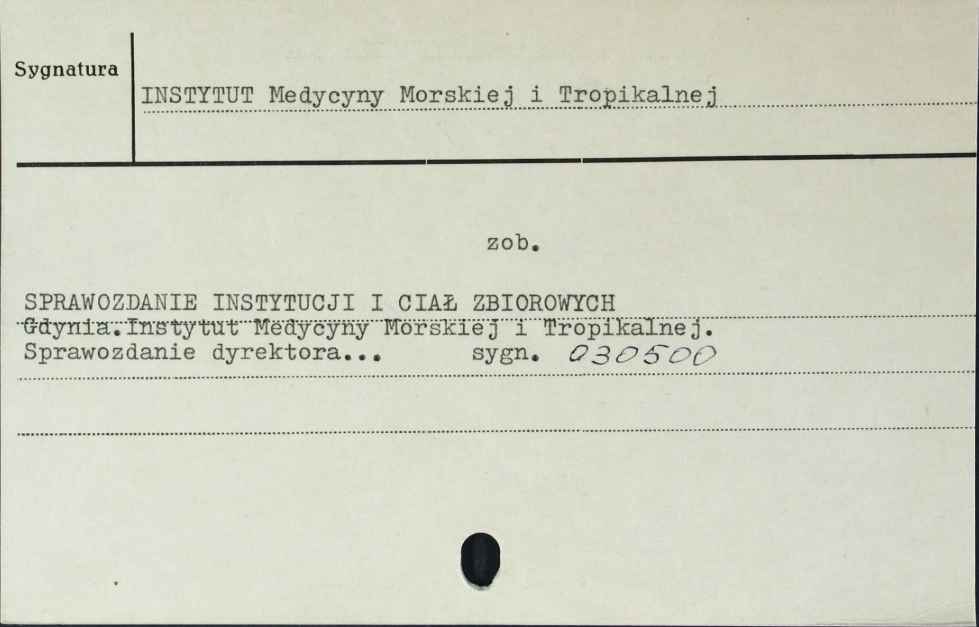 Sygnatura
INSTYTUT Medycyny Morskiej i Tropikalnej
zob.
SPRAWOZDANIE INSTYTUCJI I CIAŁ ZBIOROWYCH
Gdynia.Instytut Medycyny Morskiej i Tropikalnej.
Sprawozdanie dyrektora... sygn. 030500